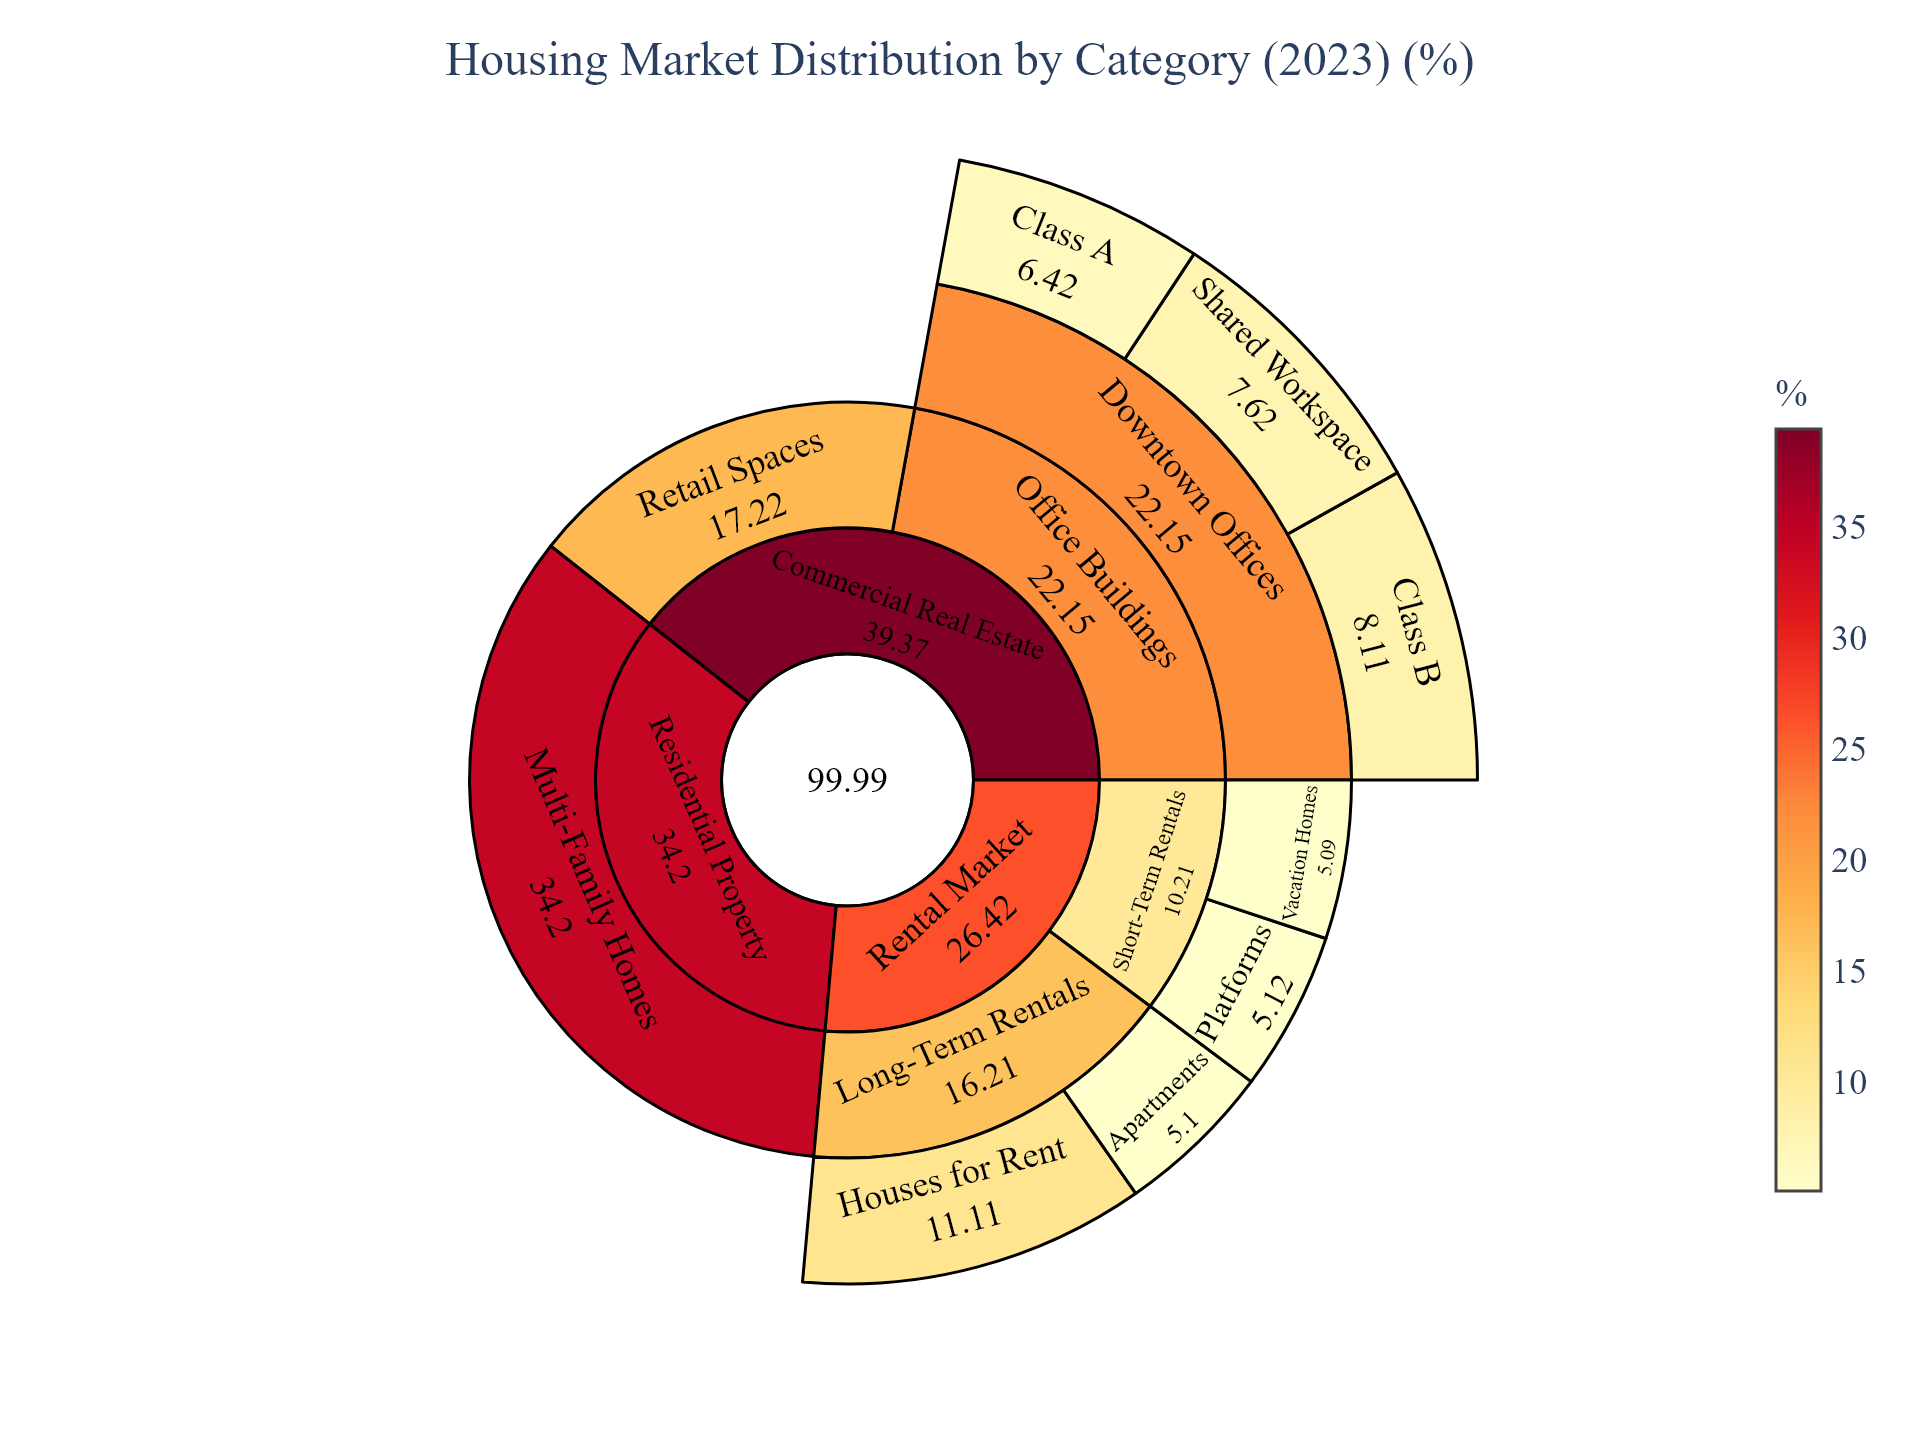 Housing Market Distribution by Category (2023) (%)
Class A
6.42
Shared Workspace
7.62
Class B
8.11
Downtown Offices
22.15
Office Buildings
22.15
Retail Spaces
17.22
Commercial Real Estate
39.37
99.99
Residential Property
34.2
Multi-Family Homes
34.2
Rental Market
26.42
Short-Term Rentals
10.21
Vacation Homes
5.09
Platforms
5.12
Long-Term Rentals
16.21
Apartments
5.1
Houses for Rent
11.11
%
35
30
25
20
15
10